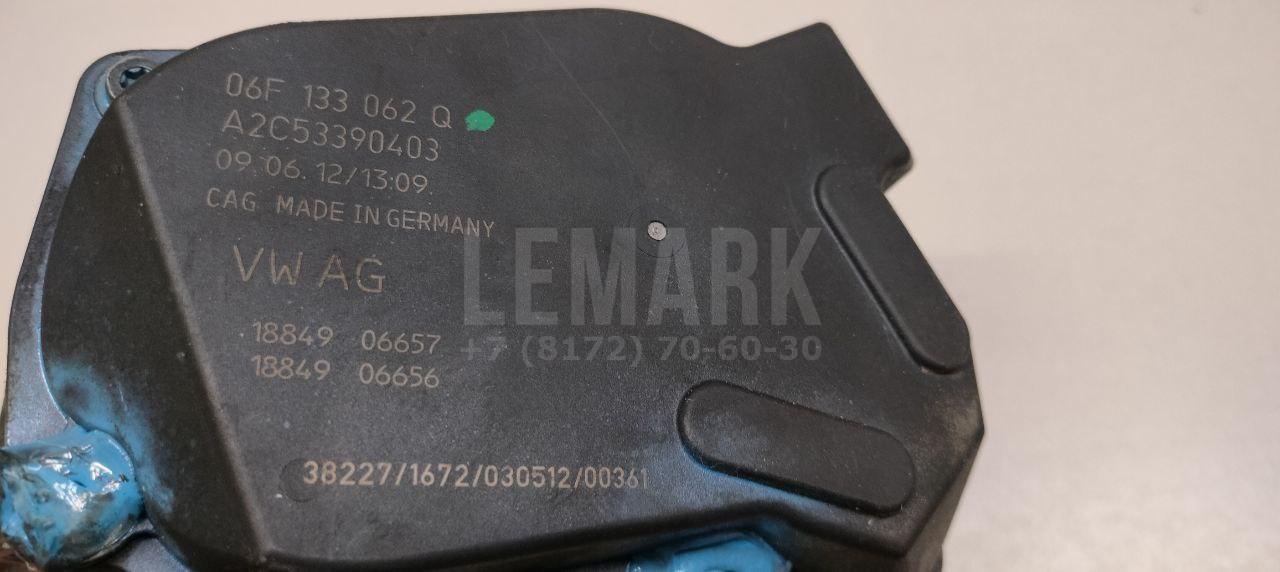 06F 133 062 Q
A2C53390403
09.06.12/13:09
CAG MADE IN GERMANY
VW AG
LEMARK
+7 (8172) 70-60-30
18849 06657
18849 06656
38227/1672/030512/00361